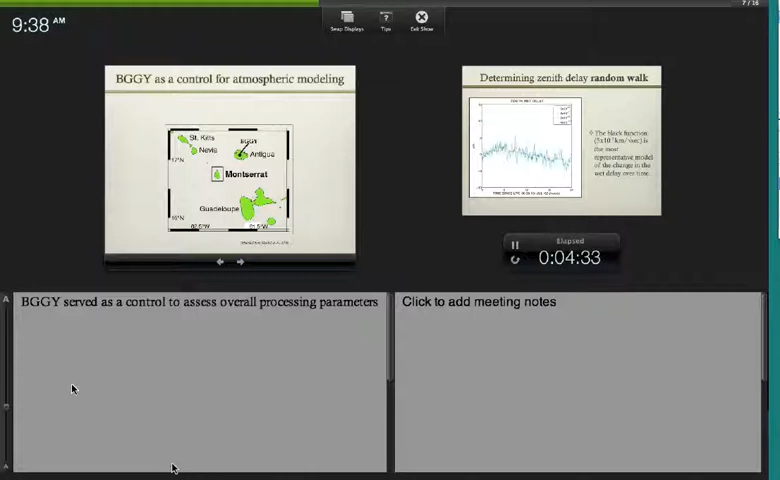 7 / 16
9:38 AM
Swap Displays
Tips
Exit Show
BGGY as a control for atmospheric modeling
St. Kitts
Nevis
BGGY
Antigua
17°N
Montserrat
Guadeloupe
16°N
Determining zenith delay random walk
The black function
is
the most
representative model
of the change in the
wet delay over time.
Elapsed
0:04:33
BGGY served as a control to assess overall processing parameters
Click to add meeting notes